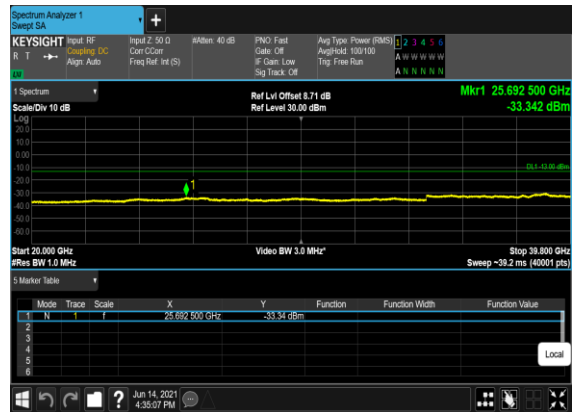 Spectrum Analyzer 1
Swept SA
+
KEYSIGHT Input: RF Input Z: 50 Ω #Atten: 40 dB PNO: Fast Avg Type: Power (RMS) 1 2 3 4 5 6
R T Coupling: DC Corr CCorr Gate: Off Avg|Hold: 100/100 A W W W W W
Align: Auto Freq Ref: Int (S) IF Gain: Low Trig: Free Run
LW Sig Track: Off A N N N N N
1 Spectrum Ref Lvl Offset 8.71 dB Mkr1 25.692 500 GHz
Scale/Div 10 dB Ref Level 30.00 dBm -33.342 dBm
Log
20.0
10.0
0.00
-10.0 DL1 -13.00 dBm
-20.0
-30.0 1
-40.0
-50.0
-60.0
Start 20.000 GHz Video BW 3.0 MHz* Stop 39.800 GHz
#Res BW 1.0 MHz Sweep ~39.2 ms (40001 pts)
5 Marker Table
Mode Trace Scale X Y Function Function Width Function Value
1 N 1 f 25.692 500 GHz -33.34 dBm
2
3
4
5
6
Local
? Jun 14, 2021
4:35:07 PM